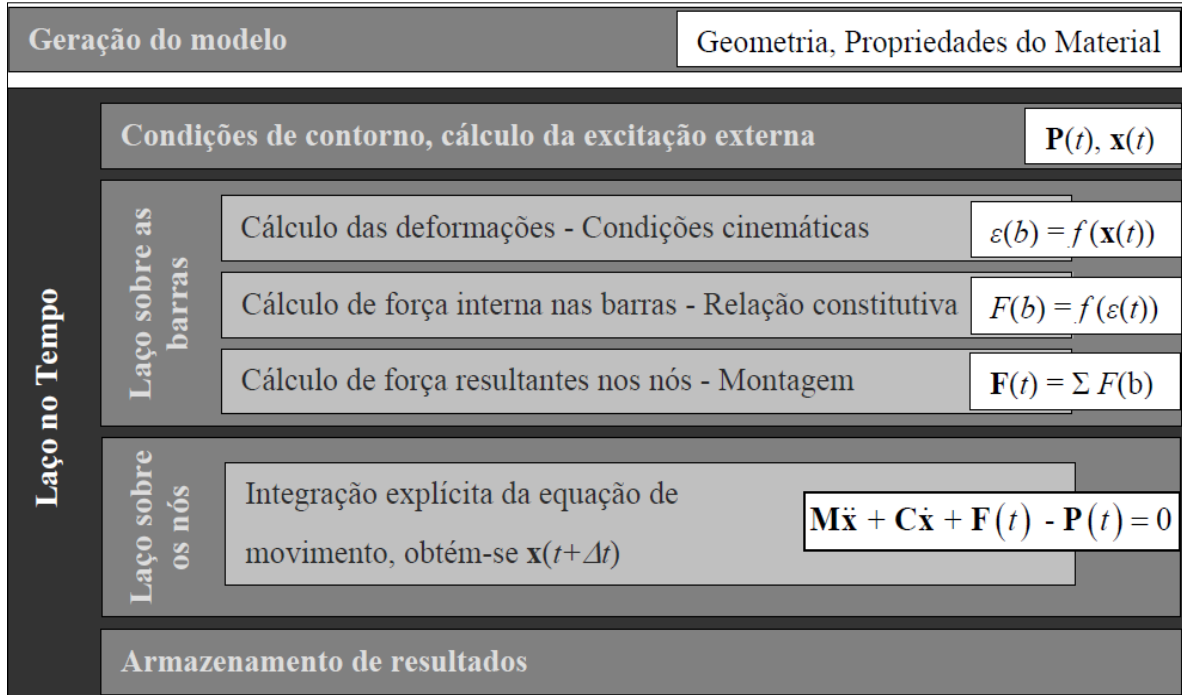 Geração do modelo
Geometria, Propriedades do Material
Laço no Tempo
Condições de contorno, cálculo da excitação externa
P(t), x(t)
Laço sobre as
barras
Cálculo das deformações - Condições cinemáticas
ε(b) = f (x(t))
Cálculo de força interna nas barras - Relação constitutiva
F(b) = f (ε(t))
Cálculo de força resultantes nos nós - Montagem
F(t) = Σ F(b)
Laço sobre
os nós
Integração explícita da equação de
movimento, obtém-se x(t+Δt)
Mẍ + Cẋ + F(t) - P(t) = 0
Armazenamento de resultados